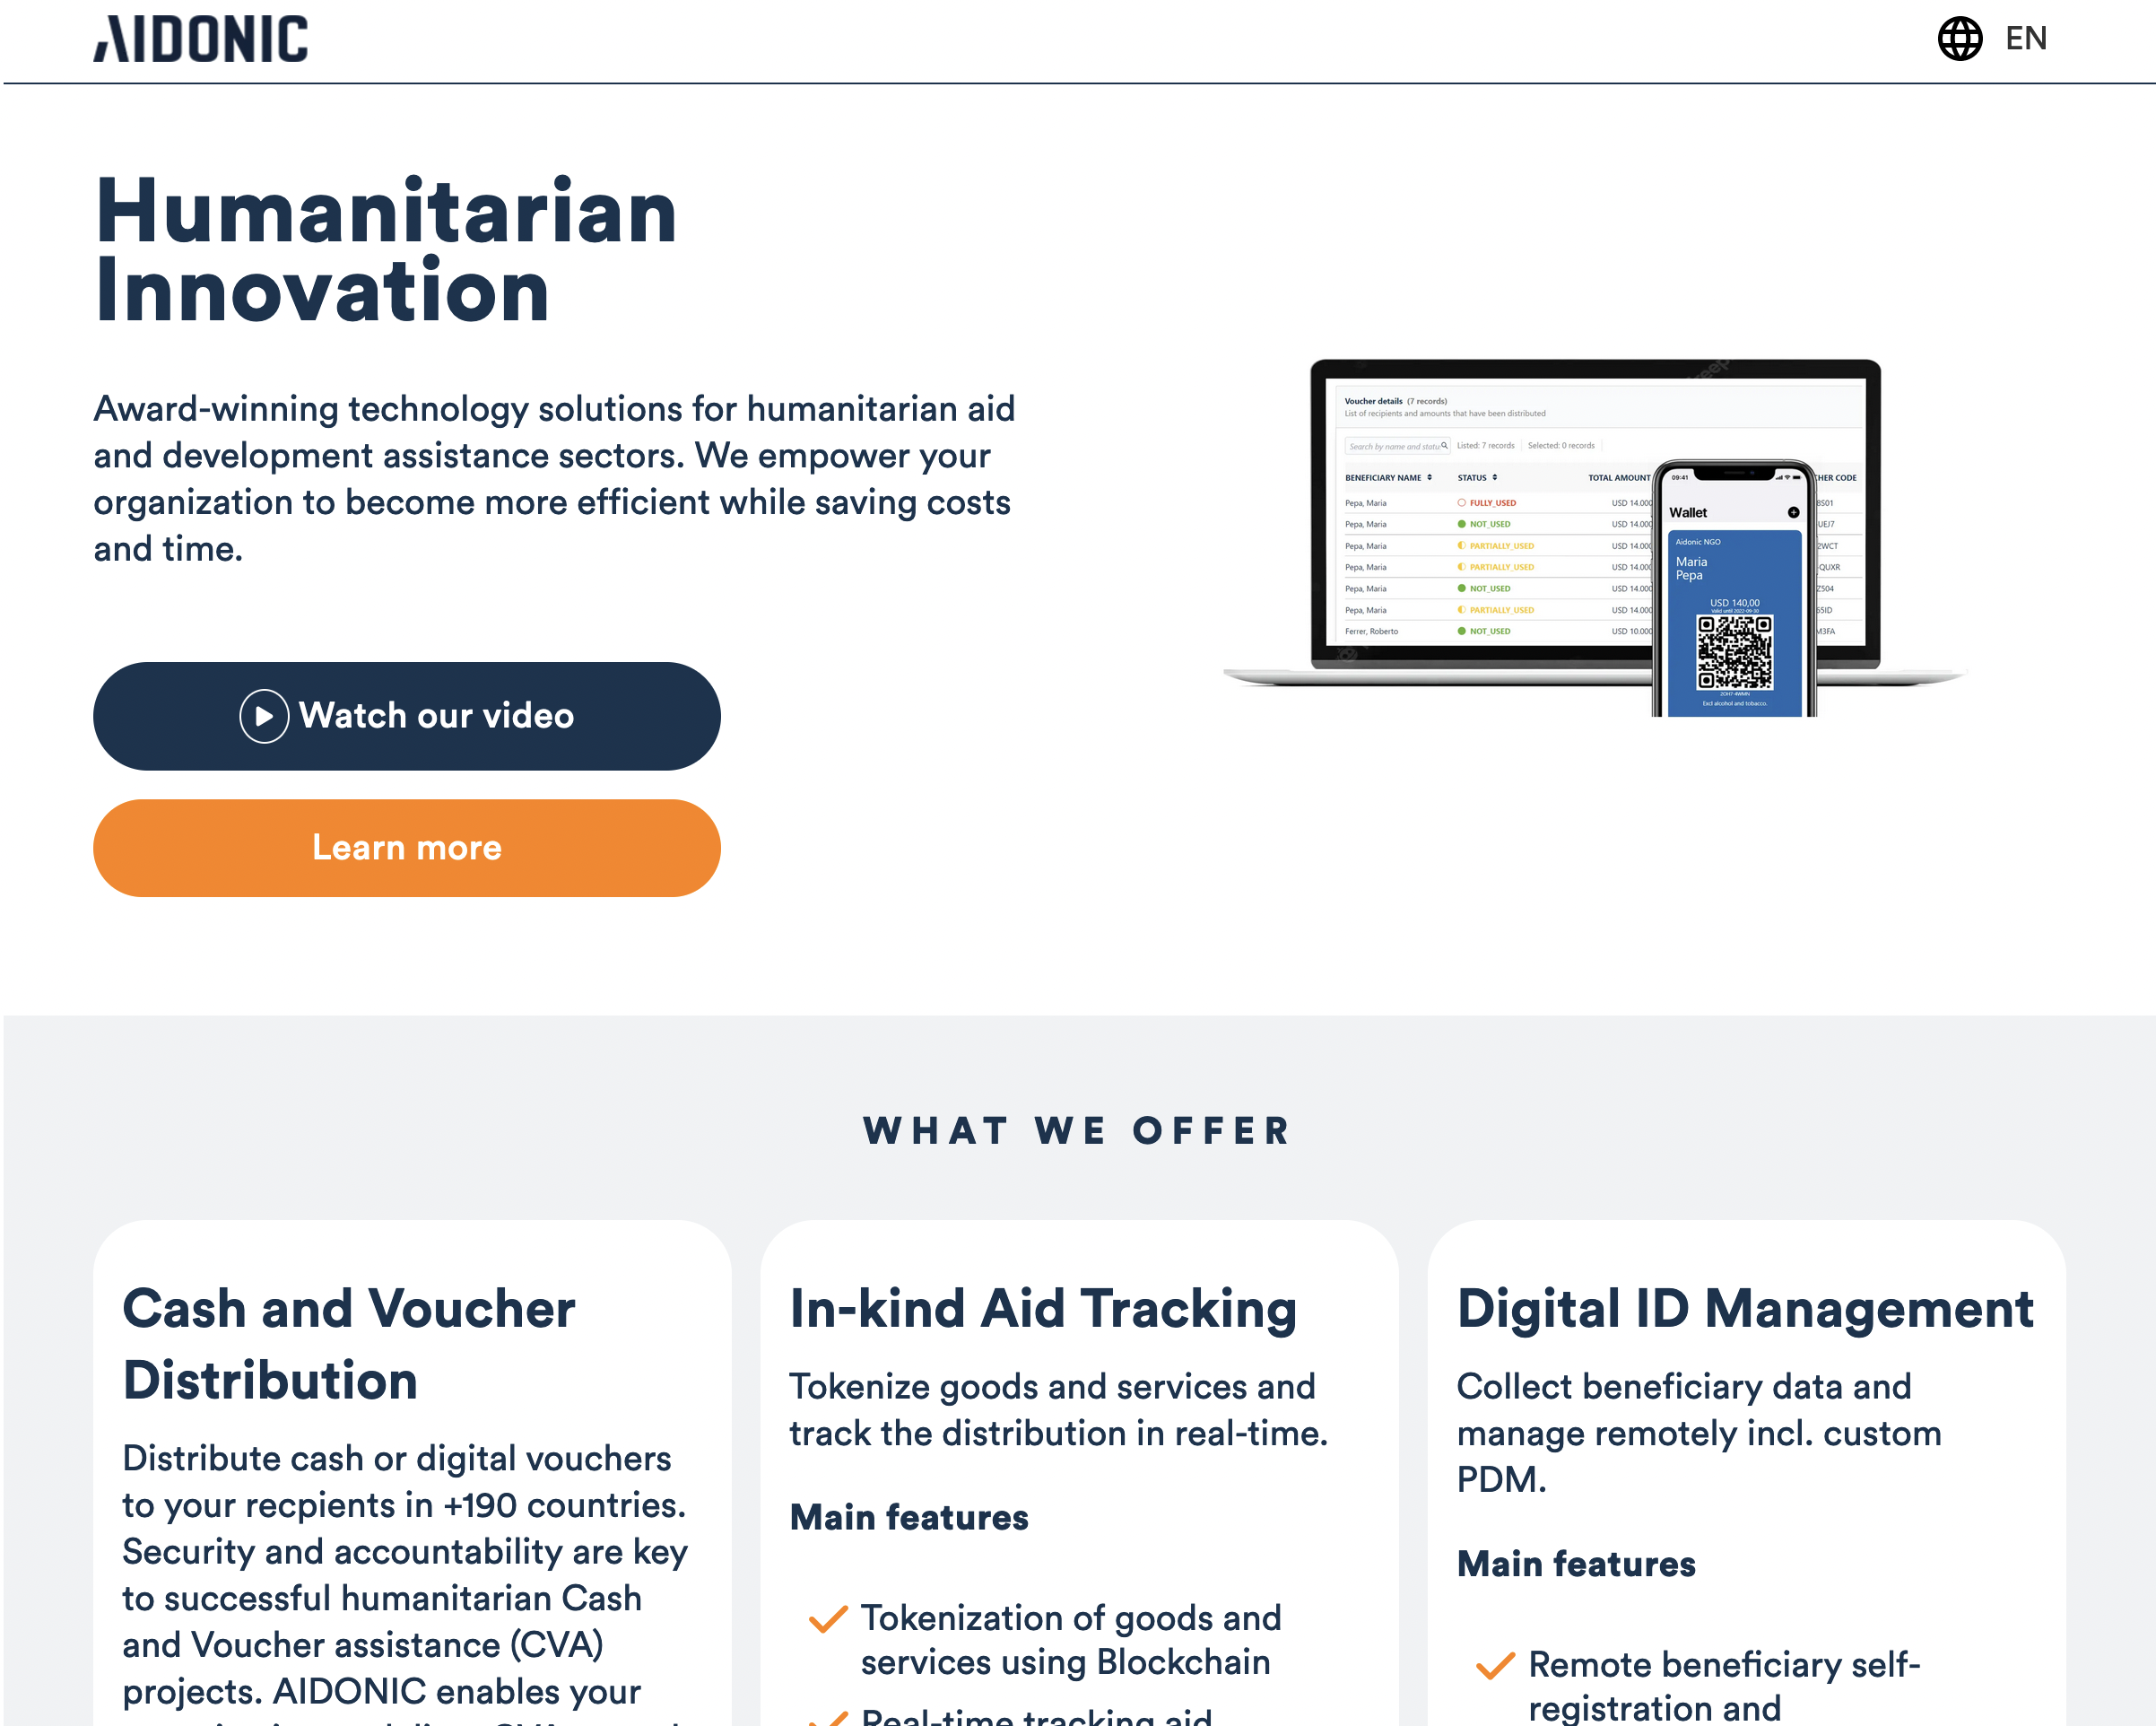 AIDONIC
EN
Humanitarian
Innovation
Award-winning technology solutions for humanitarian aid
and development assistance sectors. We empower your
organization to become more efficient while saving costs
and time.
Watch our video
Learn more
Voucher details (7 records)
List of recipients and amounts that have been distributed
Search by name and statu Listed: 7 records Selected: 0 records
BENEFICIARY NAME STATUS TOTAL AMOUNT HER CODE
Pepa, Maria FULLY_USED USD 14.000 BS01
Pepa, Maria NOT_USED USD 14.000 UEJ7
Pepa, Maria PARTIALLY_USED USD 14.000 2WCT
Pepa, Maria PARTIALLY_USED USD 14.000 QUXR
Pepa, Maria NOT_USED USD 14.000 Z504
Pepa, Maria PARTIALLY_USED USD 14.000 65ID
Ferrer, Roberto NOT_USED USD 10.000 M3FA
09:41
Wallet
Aidonic NGO
Maria
Pepa
USD 140,00
Valid until 2022-09-30
2OH7 4WMN
Excl alcohol and tobacco.
WHAT WE OFFER
Cash and Voucher
Distribution
Distribute cash or digital vouchers
to your recpients in +190 countries.
Security and accountability are key
to successful humanitarian Cash
and Voucher assistance (CVA)
projects. AIDONIC enables your
In-kind Aid Tracking
Tokenize goods and services and
track the distribution in real-time.
Main features
Tokenization of goods and
services using Blockchain
Real-time tracking aid
Digital ID Management
Collect beneficiary data and
manage remotely incl. custom
PDM.
Main features
Remote beneficiary self-
registration and